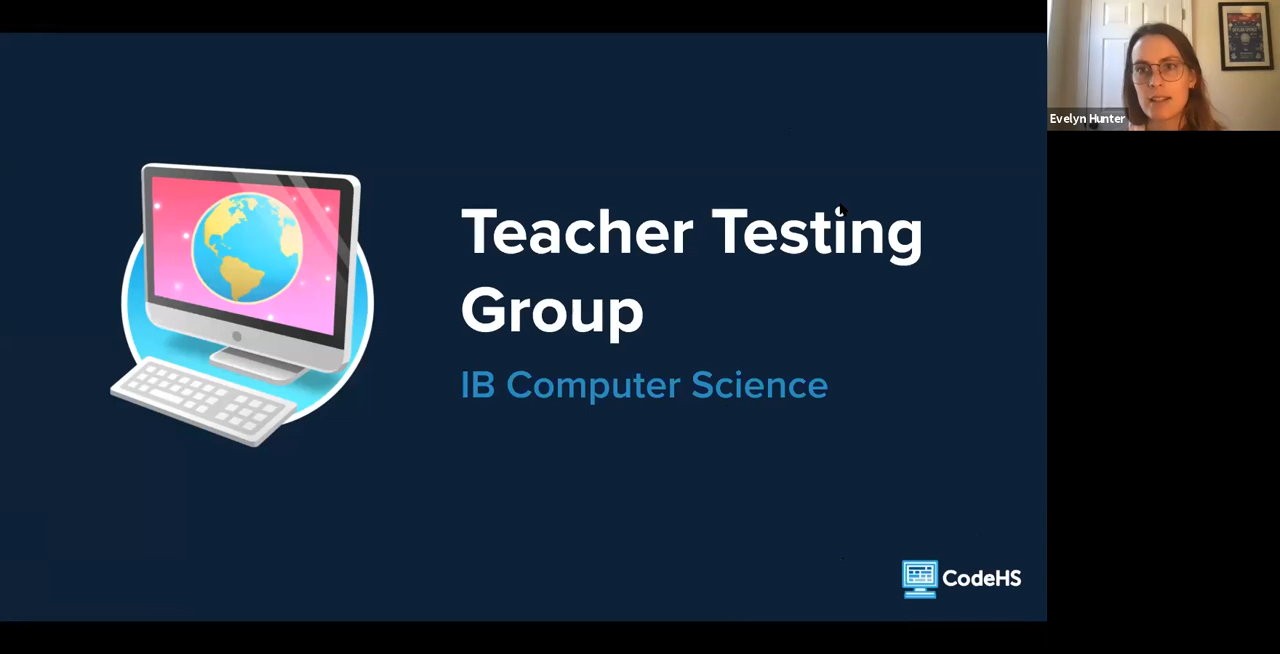 Teacher Testing
Group
IB Computer Science
CodeHS
Evelyn Hunter